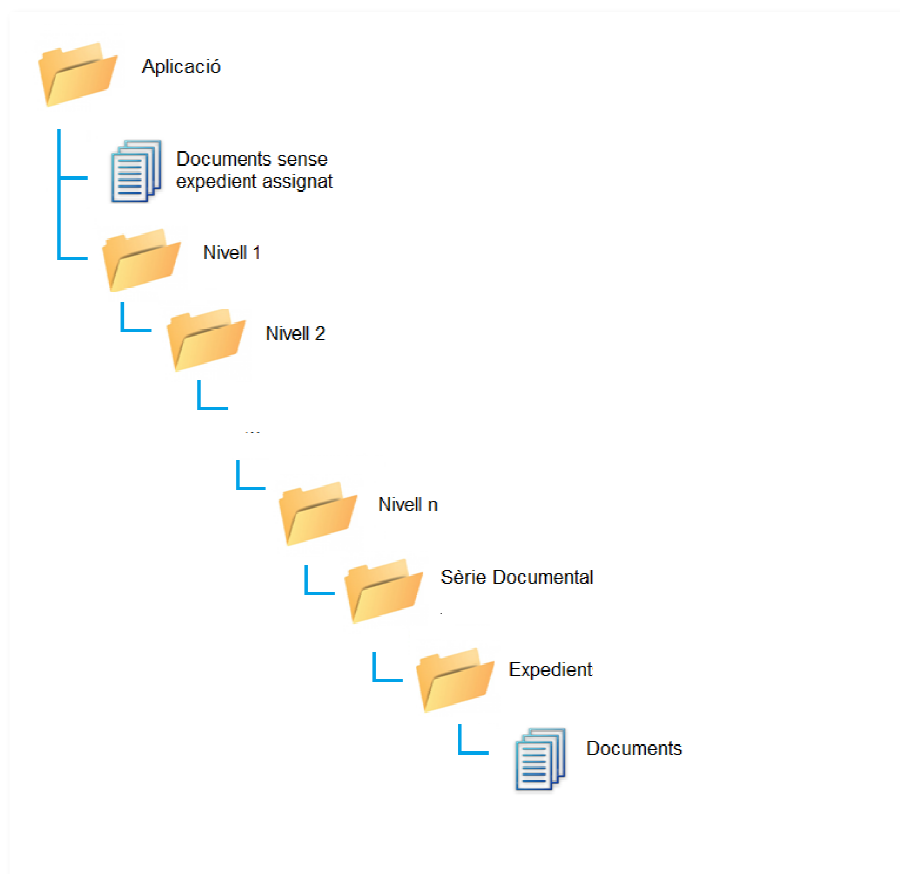 Aplicació
Documents sense
expedient assignat
Nivell 1
Nivell 2
...
Nivell n
Sèrie Documental
.
Expedient
Documents